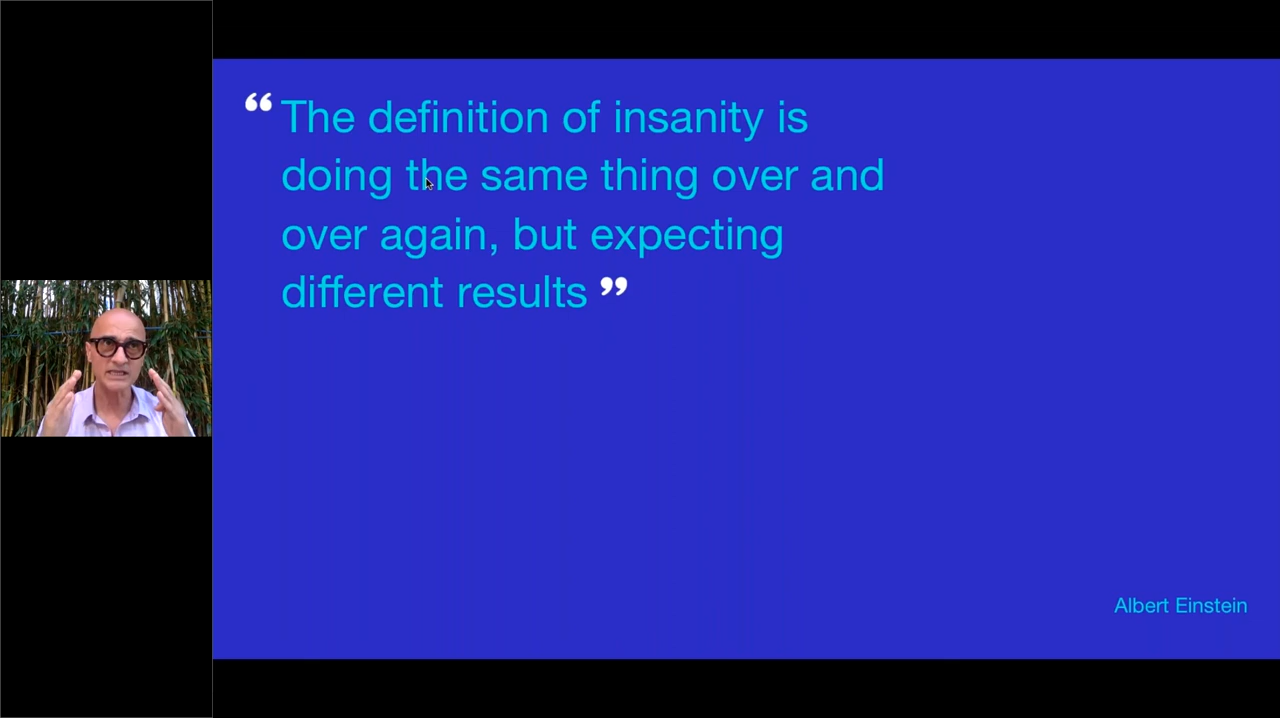 “The definition of insanity is
doing the same thing over and
over again, but expecting
different results ”
Albert Einstein